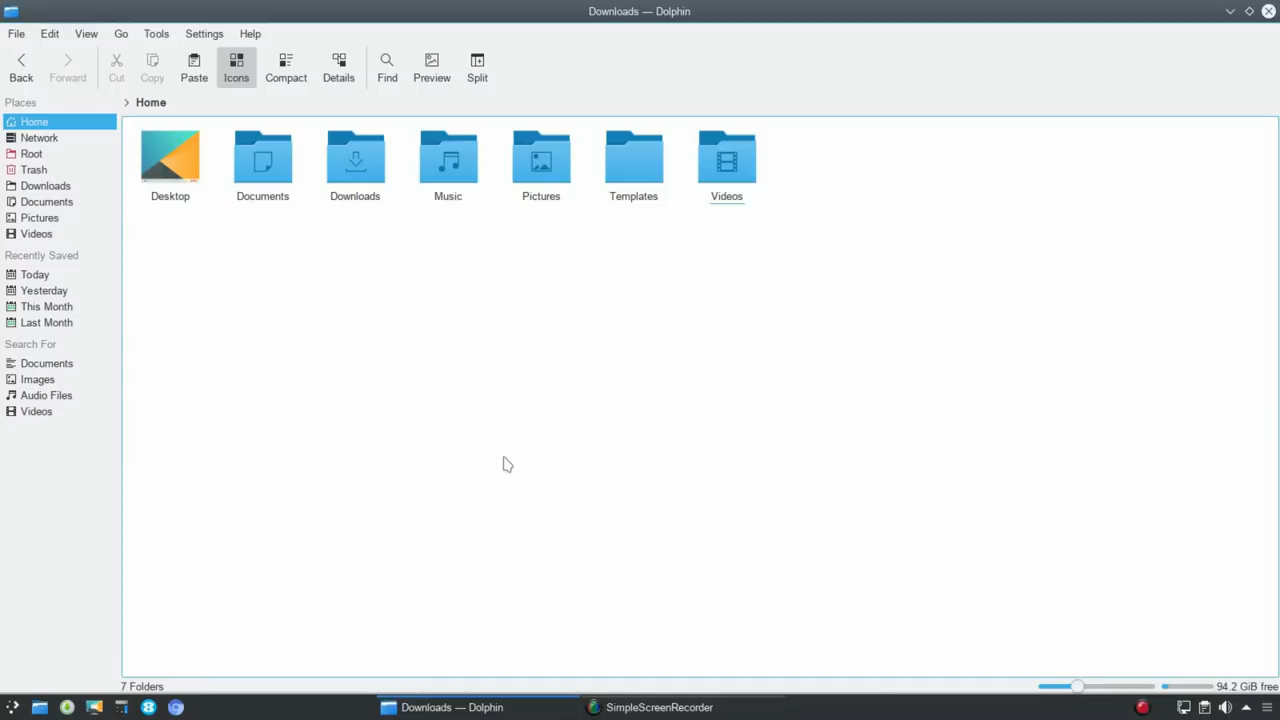 Downloads — Dolphin
File Edit View Go Tools Settings Help
Back Forward Cut Copy Paste Icons Compact Details Find Preview Split
Places
Home
Network
Root
Trash
Downloads
Documents
Pictures
Videos
Recently Saved
Today
Yesterday
This Month
Last Month
Search For
Documents
Images
Audio Files
Videos
Home
Desktop Documents Downloads Music Pictures Templates Videos
7 Folders
94.2 GiB free
Downloads — Dolphin
SimpleScreenRecorder